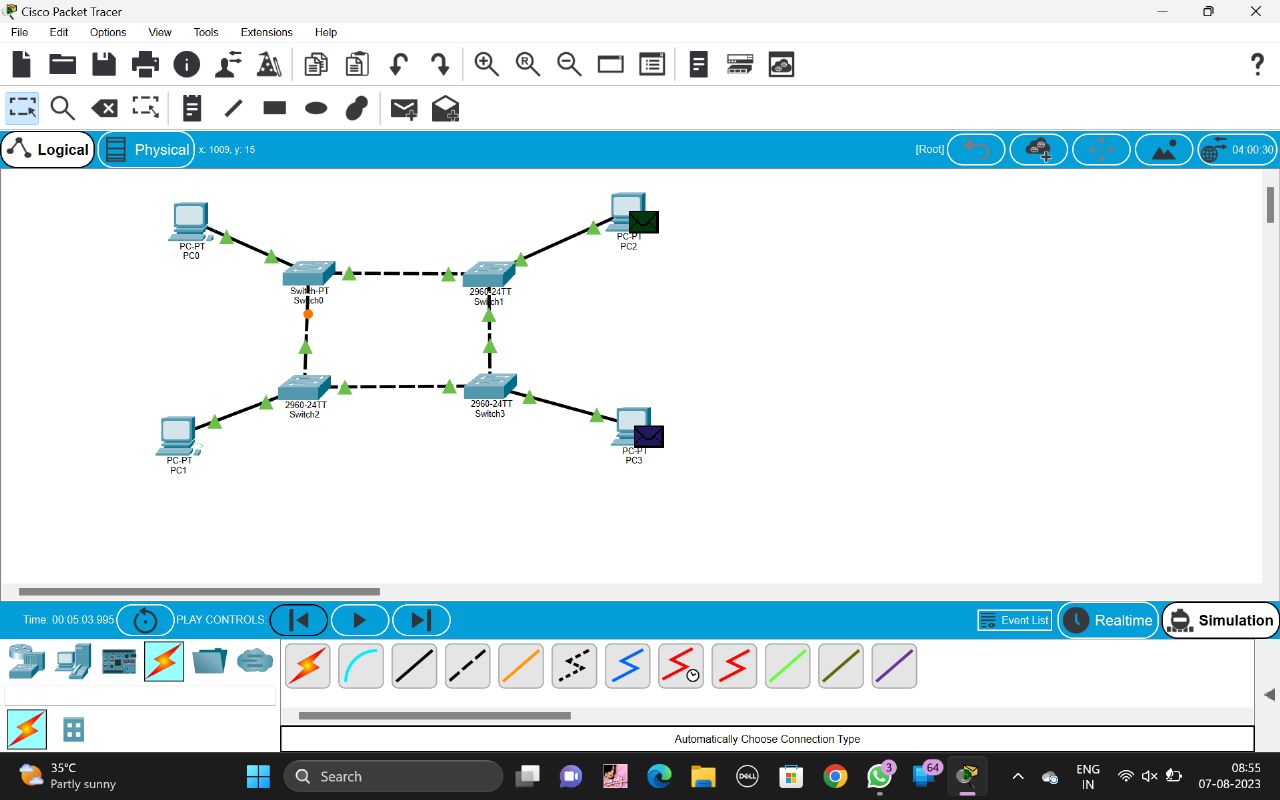 Cisco Packet Tracer
File Edit Options View Tools Extensions Help
R
?
Logical Physical x: 1009, y: 15 [Root] 04:00:30
PC-PT
PC0
PC-PT
PC2
Switch-PT
Switch0
2960-24TT
Switch1
2960-24TT
Switch2
2960-24TT
Switch3
PC-PT
PC1
PC-PT
PC3
Time: 00:05:03.995 PLAY CONTROLS: Event List Realtime Simulation
Automatically Choose Connection Type
35°C
Partly sunny
Search
DELL
3
64
ENG
IN
08:55
07-08-2023